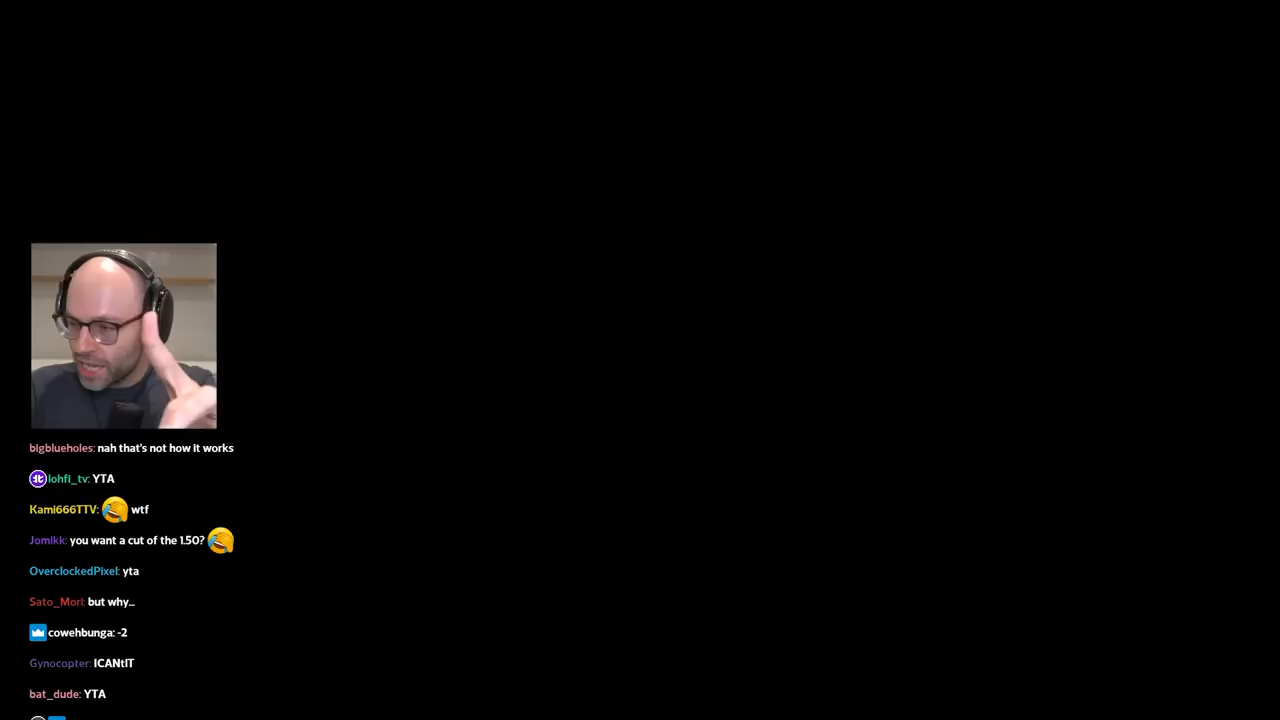 bigblueholes: nah that's not how it works
lohfi_tv: YTA
Kami666TTV: wtf
Jomikk: you want a cut of the 1.50?
OverclockedPixel: yta
Sato_Mori: but why...
cowehbunga: -2
Gynocopter: ICANtIT
bat_dude: YTA